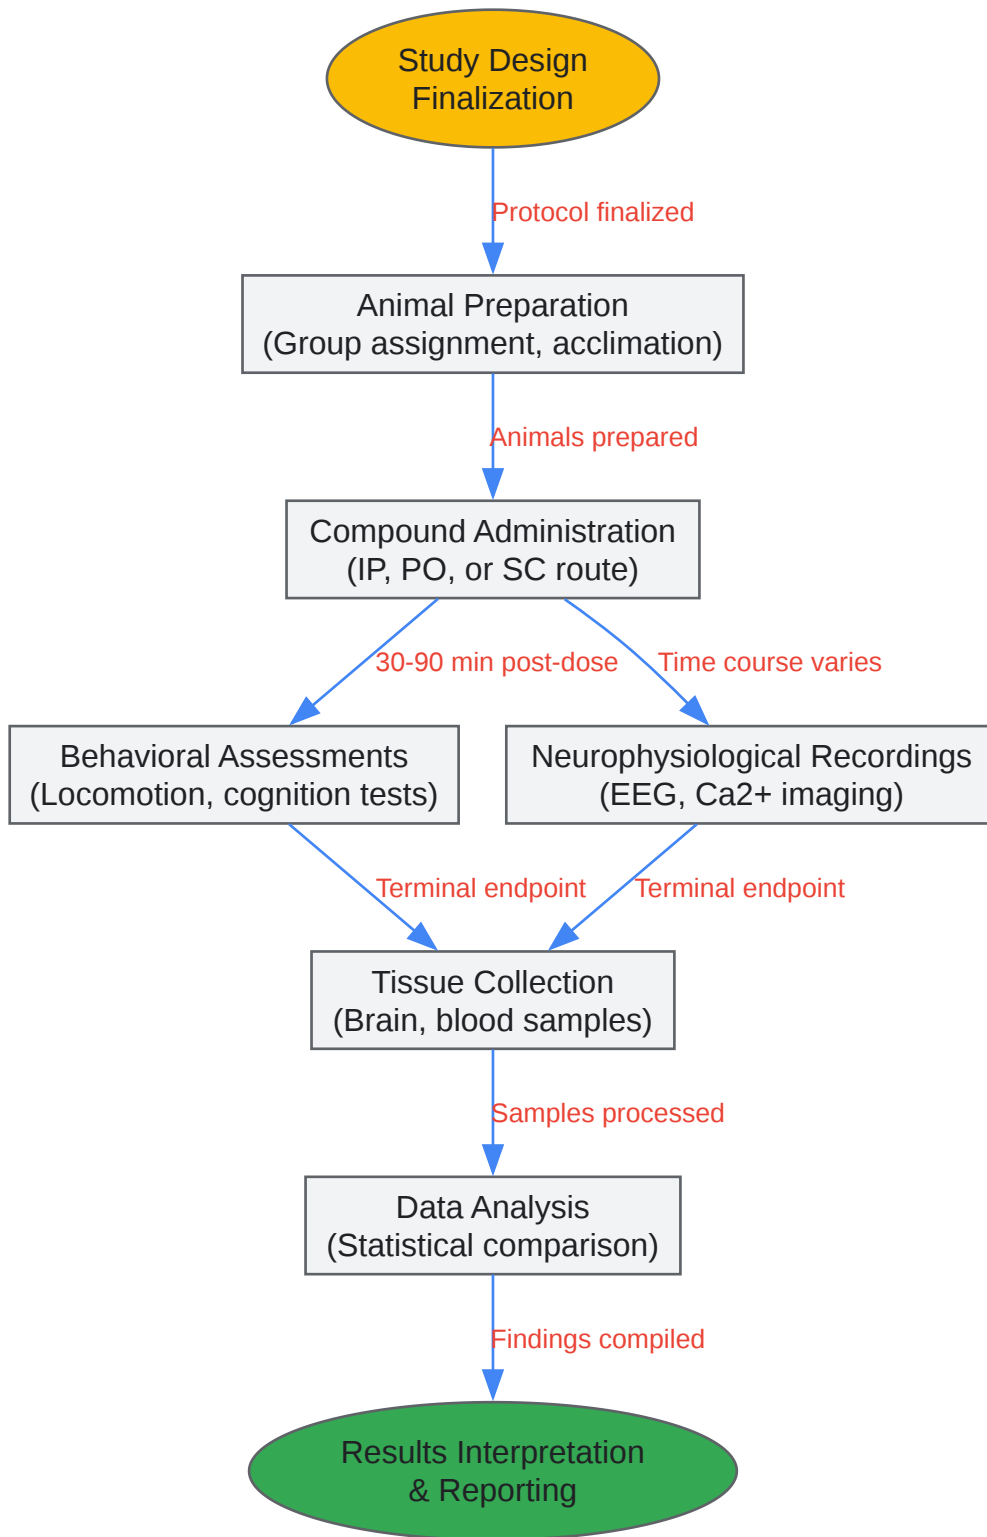 Study Design
Finalization
Protocol finalized
Animal Preparation
(Group assignment, acclimation)
Animals prepared
Compound Administration
(IP, PO, or SC route)
30-90 min post-dose
Time course varies
Behavioral Assessments
(Locomotion, cognition tests)
Neurophysiological Recordings
(EEG, Ca2+ imaging)
Terminal endpoint
Terminal endpoint
Tissue Collection
(Brain, blood samples)
Samples processed
Data Analysis
(Statistical comparison)
Findings compiled
Results Interpretation
& Reporting